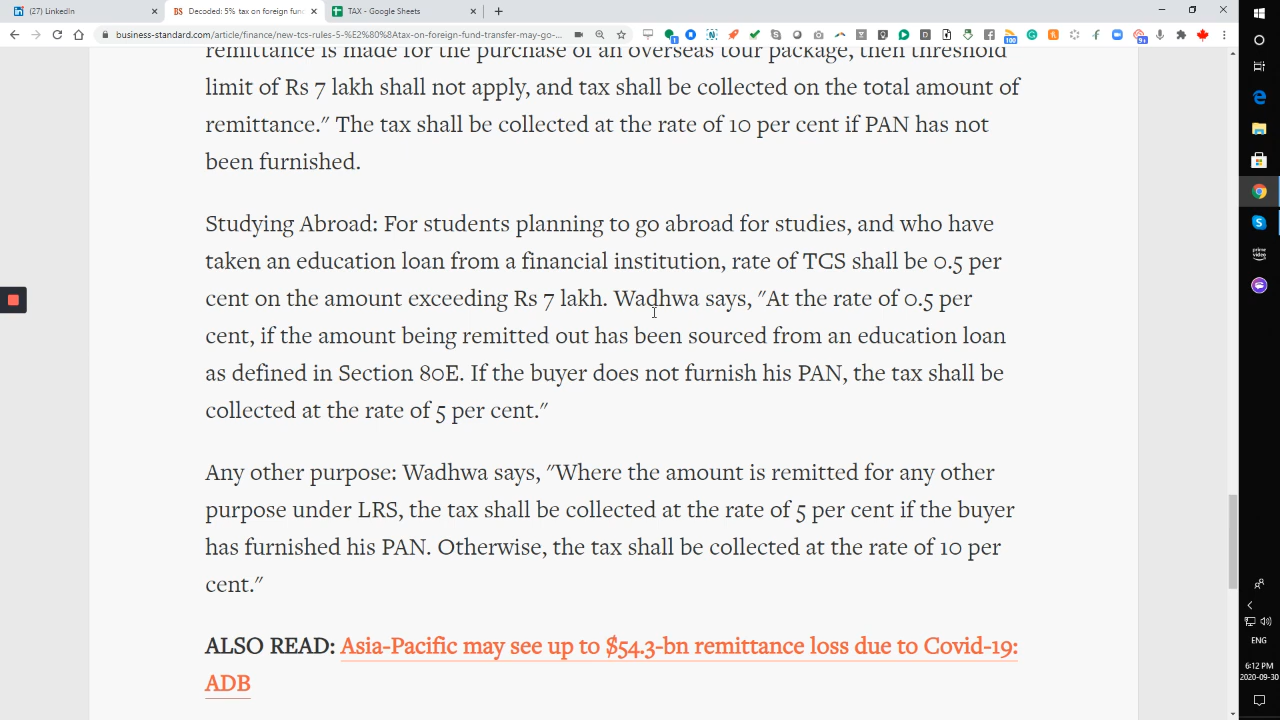 (27) LinkedIn
BS Decoded: 5% tax on foreign func
TAX - Google Sheets
business-standard.com/article/finance/new-tcs-rules-5-%E2%80%8Atax-on-foreign-fund-transfer-may-go-...
remittance is made for the purchase of an overseas tour package, then threshold
limit of Rs 7 lakh shall not apply, and tax shall be collected on the total amount of
remittance." The tax shall be collected at the rate of 10 per cent if PAN has not
been furnished.
Studying Abroad: For students planning to go abroad for studies, and who have
taken an education loan from a financial institution, rate of TCS shall be 0.5 per
cent on the amount exceeding Rs 7 lakh. Wadhwa says, "At the rate of 0.5 per
cent, if the amount being remitted out has been sourced from an education loan
as defined in Section 80E. If the buyer does not furnish his PAN, the tax shall be
collected at the rate of 5 per cent."
Any other purpose: Wadhwa says, "Where the amount is remitted for any other
purpose under LRS, the tax shall be collected at the rate of 5 per cent if the buyer
has furnished his PAN. Otherwise, the tax shall be collected at the rate of 10 per
cent."
ALSO READ: Asia-Pacific may see up to $54.3-bn remittance loss due to Covid-19:
ADB
prime video
ENG
6:12 PM
2020-09-30